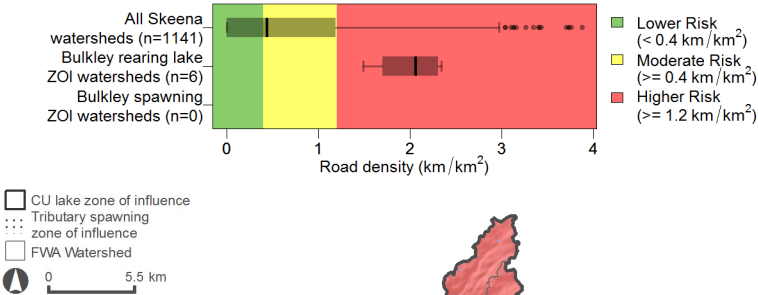 All Skeena
watersheds (n=1141)
Bulkley rearing lake
ZOI watersheds (n=6)
Bulkley spawning
ZOI watersheds (n=0)
0 1 2 3 4
Road density (km/km²)
Lower Risk
(< 0.4 km/km²)
Moderate Risk
(>= 0.4 km/km²)
Higher Risk
(>= 1.2 km/km²)
CU lake zone of influence
Tributary spawning
zone of influence
FWA Watershed
0 5.5 km